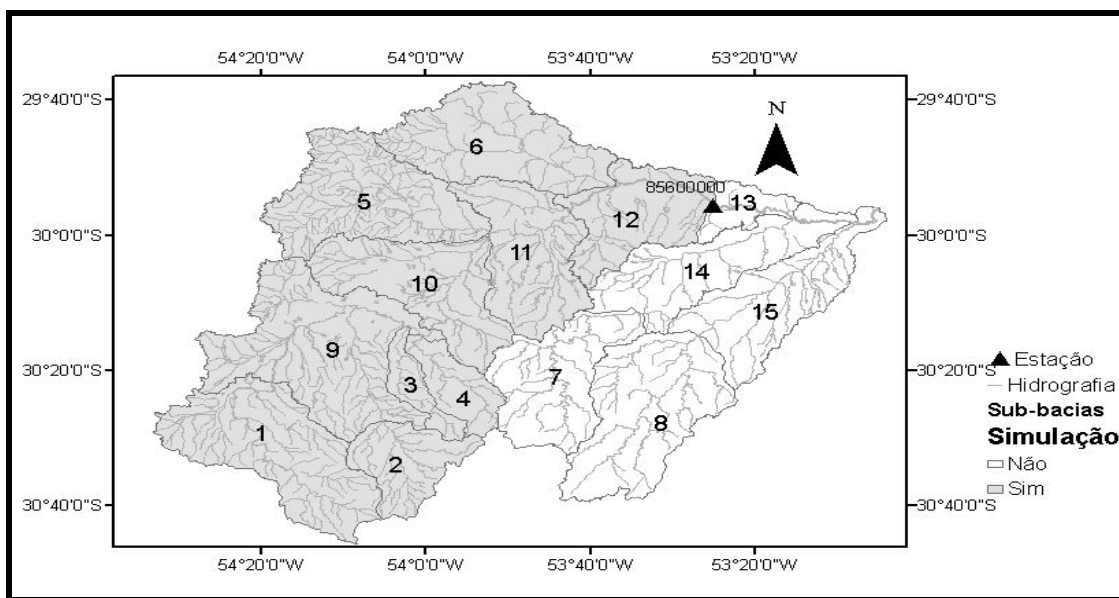 54°20'0"W 54°0'0"W 53°40'0"W 53°20'0"W
29°40'0"S 29°40'0"S
N
6
85600000
5
13
12
30°0'0"S 30°0'0"S
11
14
10
15
9
30°20'0"S 30°20'0"S
3
7
4
8
1
2
30°40'0"S 30°40'0"S
54°20'0"W 54°0'0"W 53°40'0"W 53°20'0"W
Estação
Hidrografia
Sub-bacias
Simulação
Não
Sim